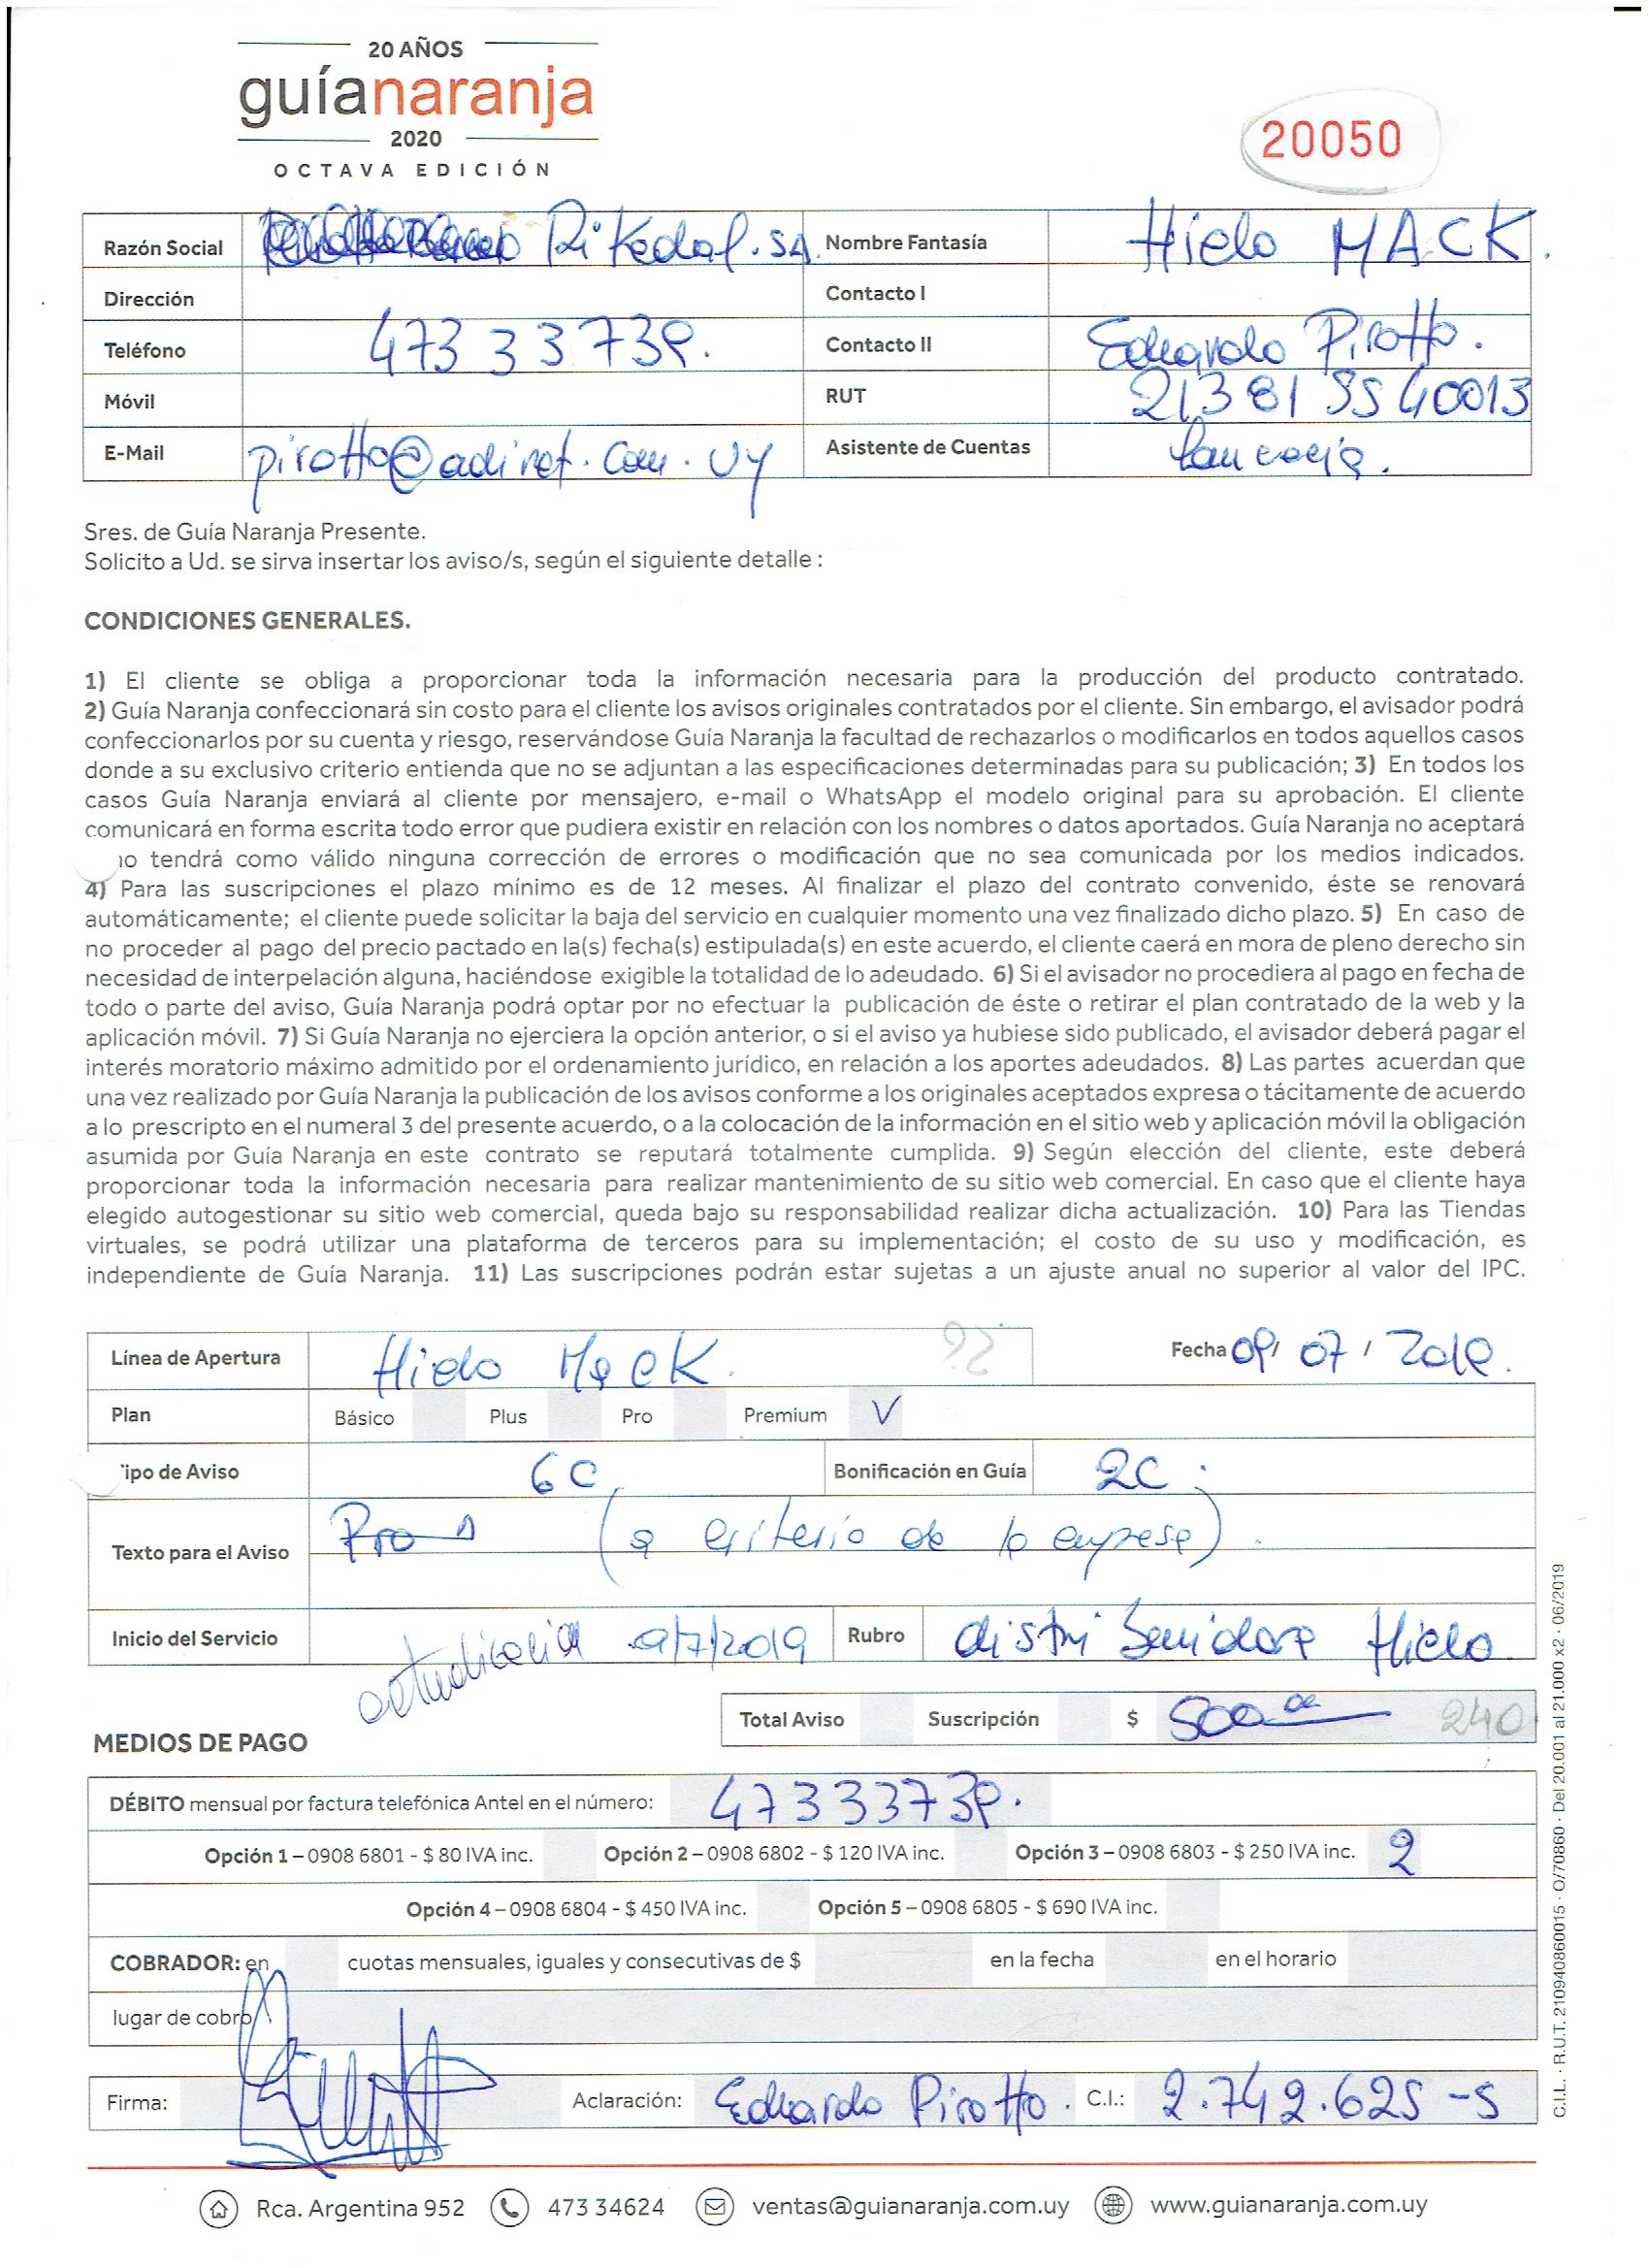 20 AÑOS
guíanaranja
2020
OCTAVA EDICIÓN
20050
Razón Social Rikedal. SA. Nombre Fantasía Hielo MACK.
Dirección Contacto I
Teléfono 473 33739. Contacto II Eduardo Pirotto.
Móvil RUT
E-Mail pirotto@adinet.com.uy Asistente de Cuentas
Sres. de Guía Naranja Presente.
Solicito a Ud. se sirva insertar los aviso/s, según el siguiente detalle :
CONDICIONES GENERALES.
1) El cliente se obliga a proporcionar toda la información necesaria para la producción del producto contratado.
2) Guía Naranja confeccionará sin costo para el cliente los avisos originales contratados por el cliente. Sin embargo, el avisador podrá
confeccionarlos por su cuenta y riesgo, reservándose Guía Naranja la facultad de rechazarlos o modificarlos en todos aquellos casos
donde a su exclusivo criterio entienda que no se adjuntan a las especificaciones determinadas para su publicación; 3) En todos los
casos Guía Naranja enviará al cliente por mensajero, e-mail o WhatsApp el modelo original para su aprobación. El cliente
comunicará en forma escrita todo error que pudiera existir en relación con los nombres o datos aportados. Guía Naranja no aceptará
no tendrá como válido ninguna corrección de errores o modificación que no sea comunicada por los medios indicados.
4) Para las suscripciones el plazo mínimo es de 12 meses. Al finalizar el plazo del contrato convenido, éste se renovará
automáticamente; el cliente puede solicitar la baja del servicio en cualquier momento una vez finalizado dicho plazo. 5) En caso de
no proceder al pago del precio pactado en la(s) fecha(s) estipulada(s) en este acuerdo, el cliente caerá en mora de pleno derecho sin
necesidad de interpelación alguna, haciéndose exigible la totalidad de lo adeudado. 6) Si el avisador no procediera al pago en fecha de
todo o parte del aviso, Guía Naranja podrá optar por no efectuar la publicación de éste o retirar el plan contratado de la web y la
aplicación móvil. 7) Si Guía Naranja no ejerciera la opción anterior, o si el aviso ya hubiese sido publicado, el avisador deberá pagar el
interés moratorio máximo admitido por el ordenamiento jurídico, en relación a los aportes adeudados. 8) Las partes acuerdan que
una vez realizado por Guía Naranja la publicación de los avisos conforme a los originales aceptados expresa o tácitamente de acuerdo
a lo prescripto en el numeral 3 del presente acuerdo, o a la colocación de la información en el sitio web y aplicación móvil la obligación
asumida por Guía Naranja en este contrato se reputará totalmente cumplida. 9) Según elección del cliente, este deberá
proporcionar toda la información necesaria para realizar mantenimiento de su sitio web comercial. En caso que el cliente haya
elegido autogestionar su sitio web comercial, queda bajo su responsabilidad realizar dicha actualización. 10) Para las Tiendas
virtuales, se podrá utilizar una plataforma de terceros para su implementación; el costo de su uso y modificación, es
independiente de Guía Naranja. 11) Las suscripciones podrán estar sujetas a un ajuste anual no superior al valor del IPC.
Línea de Apertura Hielo Mack. Fecha 09/ 07 / 2019.
Plan Básico Plus Pro Premium V
Tipo de Aviso 6C Bonificación en Guía 2C.
Texto para el Aviso Pro (a criterio de la empresa).
Inicio del Servicio 9/7/2019 Rubro distribuidora Hielo
Total Aviso Suscripción $ 500 00 240
MEDIOS DE PAGO
DÉBITO mensual por factura telefónica Antel en el número: 47333739.
Opción 1 – 0908 6801 - $ 80 IVA inc. Opción 2 – 0908 6802 - $ 120 IVA inc. Opción 3 – 0908 6803 - $ 250 IVA inc. 2
Opción 4 – 0908 6804 - $ 450 IVA inc. Opción 5 – 0908 6805 - $ 690 IVA inc.
COBRADOR: en cuotas mensuales, iguales y consecutivas de $ en la fecha en el horario
lugar de cobro
Firma: Aclaración: Eduardo Pirotto. C.I.: 2.742.625-5
Rca. Argentina 952 473 34624 ventas@guianaranja.com.uy www.guianaranja.com.uy
C.I.L. · R.U.T. 210940860015 · O/70860 · Del 20.001 al 21.000 x2 · 06/2019